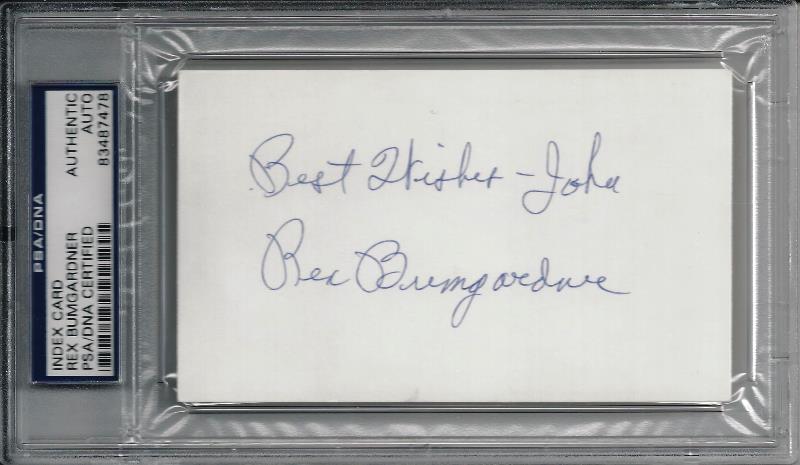 PSA/DNA
INDEX CARD
REX BUMGARDNER
PSA/DNA CERTIFIED
AUTHENTIC
AUTO
83487478
Best Wishes - John
Rex Bumgardner